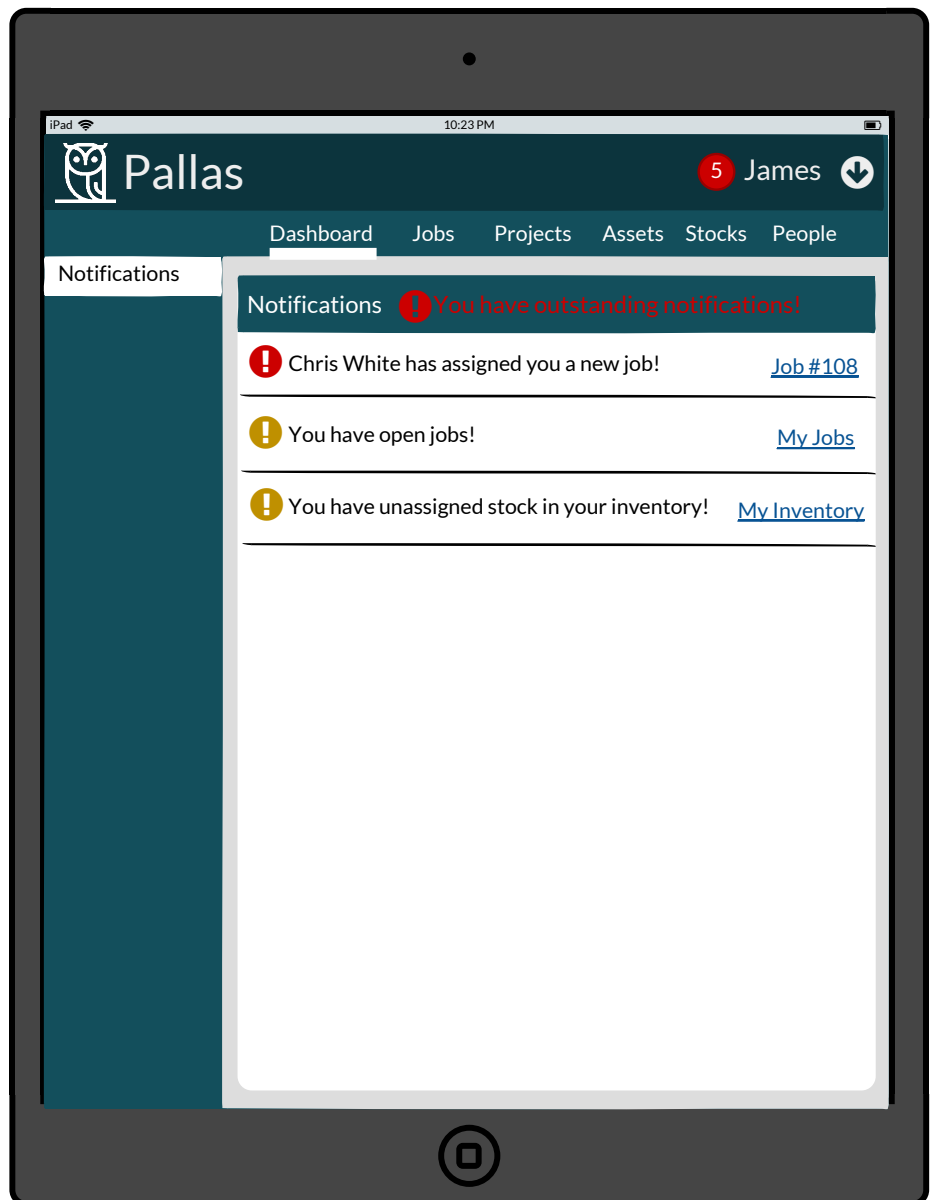 iPad 10:23 PM
Pallas 5 James
Dashboard Jobs Projects Assets Stocks People
Notifications
Notifications You have outstanding notifications!
Chris White has assigned you a new job! Job #108
You have open jobs! My Jobs
You have unassigned stock in your inventory! My Inventory